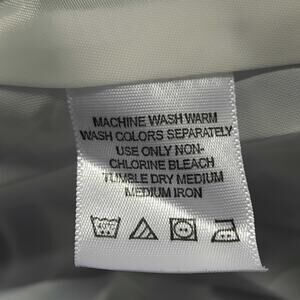 MACHINE WASH WARM
WASH COLORS SEPARATELY
USE ONLY NON-
CHLORINE BLEACH
TUMBLE DRY MEDIUM
MEDIUM IRON